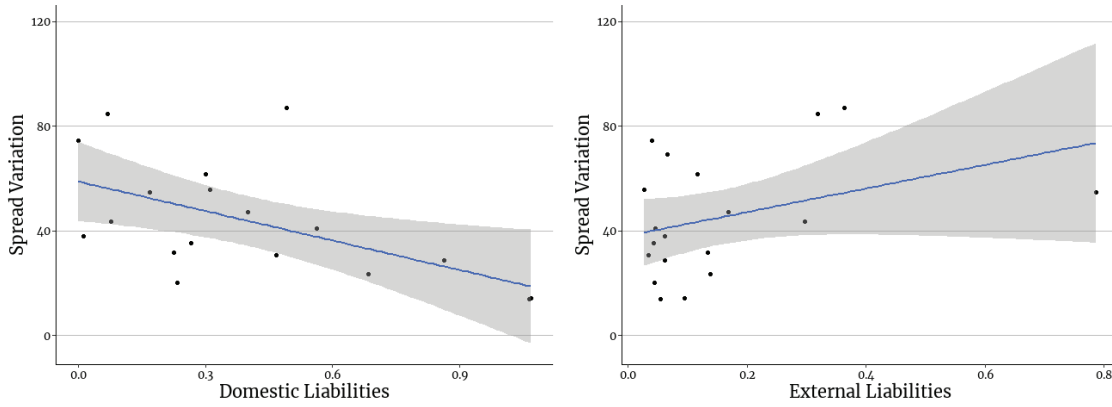 120
80
40
0
Spread Variation
0.0 0.3 0.6 0.9
Domestic Liabilities
120
80
40
0
Spread Variation
0.0 0.2 0.4 0.6 0.8
External Liabilities